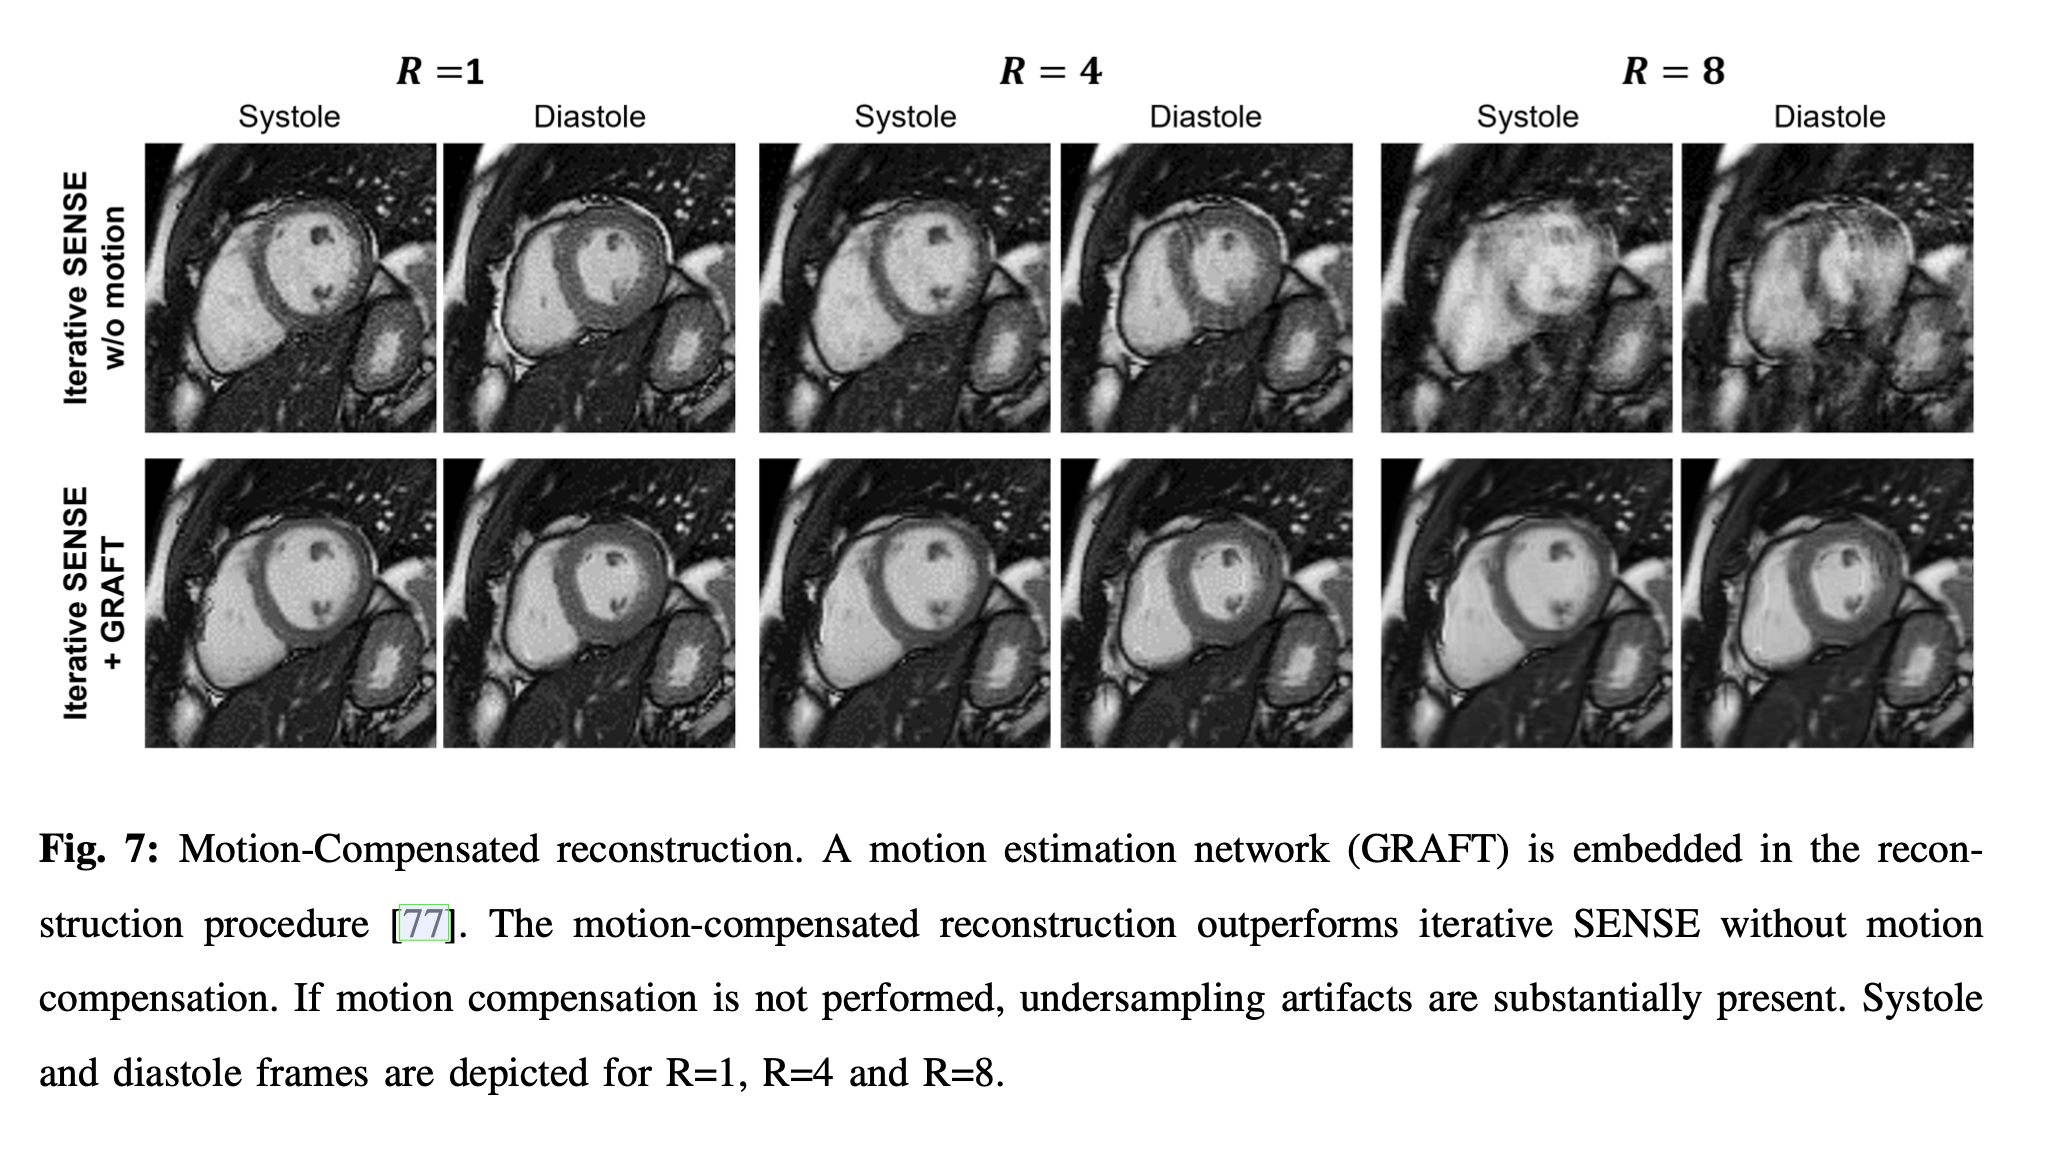 R =1 R = 4 R = 8
Systole Diastole Systole Diastole Systole Diastole
Iterative SENSE
w/o motion
Iterative SENSE
+ GRAFT
Fig. 7: Motion-Compensated reconstruction. A motion estimation network (GRAFT) is embedded in the recon-
struction procedure [77]. The motion-compensated reconstruction outperforms iterative SENSE without motion
compensation. If motion compensation is not performed, undersampling artifacts are substantially present. Systole
and diastole frames are depicted for R=1, R=4 and R=8.